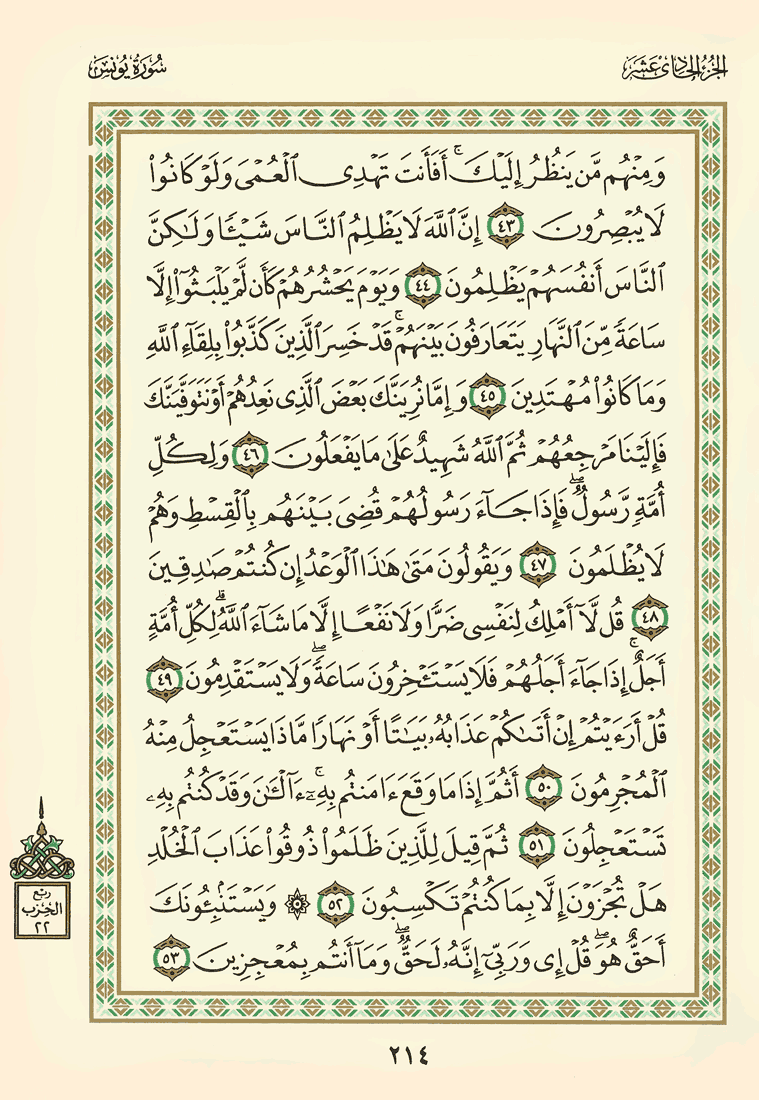 الجزء الحادي عشر
سورة يونس
وَمِنْهُم مَّن يَنظُرُ إِلَيْكَ ۚ أَفَأَنتَ تَهْدِى ٱلْعُمْىَ وَلَوْ كَانُوا۟
لَا يُبْصِرُونَ ٤٣ إِنَّ ٱللَّهَ لَا يَظْلِمُ ٱلنَّاسَ شَيْـًٔا وَلَـٰكِنَّ
ٱلنَّاسَ أَنفُسَهُمْ يَظْلِمُونَ ٤٤ وَيَوْمَ يَحْشُرُهُمْ كَأَن لَّمْ يَلْبَثُوٓا۟ إِلَّا
سَاعَةً مِّنَ ٱلنَّهَارِ يَتَعَارَفُونَ بَيْنَهُمْ ۚ قَدْ خَسِرَ ٱلَّذِينَ كَذَّبُوا۟ بِلِقَآءِ ٱللَّهِ
وَمَا كَانُوا۟ مُهْتَدِينَ ٤٥ وَإِمَّا نُرِيَنَّكَ بَعْضَ ٱلَّذِى نَعِدُهُمْ أَوْ نَتَوَفَّيَنَّكَ
فَإِلَيْنَا مَرْجِعُهُمْ ثُمَّ ٱللَّهُ شَهِيدٌ عَلَىٰ مَا يَفْعَلُونَ ٤٦ وَلِكُلِّ
أُمَّةٍ رَّسُولٌ ۖ فَإِذَا جَآءَ رَسُولُهُمْ قُضِىَ بَيْنَهُم بِٱلْقِسْطِ وَهُمْ
لَا يُظْلَمُونَ ٤٧ وَيَقُولُونَ مَتَىٰ هَـٰذَا ٱلْوَعْدُ إِن كُنتُمْ صَـٰدِقِينَ
٤٨ قُل لَّآ أَمْلِكُ لِنَفْسِى ضَرًّا وَلَا نَفْعًا إِلَّا مَا شَآءَ ٱللَّهُ ۗ لِكُلِّ أُمَّةٍ
أَجَلٌ ۚ إِذَا جَآءَ أَجَلُهُمْ فَلَا يَسْتَـْٔخِرُونَ سَاعَةً ۖ وَلَا يَسْتَقْدِمُونَ ٤٩
قُلْ أَرَءَيْتُمْ إِنْ أَتَىٰكُمْ عَذَابُهُۥ بَيَـٰتًا أَوْ نَهَارًا مَّاذَا يَسْتَعْجِلُ مِنْهُ
ٱلْمُجْرِمُونَ ٥٠ أَثُمَّ إِذَا مَا وَقَعَ ءَامَنتُم بِهِۦٓ ۚ ءَآلْـَٔـٰنَ وَقَدْ كُنتُم بِهِۦ
تَسْتَعْجِلُونَ ٥١ ثُمَّ قِيلَ لِلَّذِينَ ظَلَمُوا۟ ذُوقُوا۟ عَذَابَ ٱلْخُلْدِ
هَلْ تُجْزَوْنَ إِلَّا بِمَا كُنتُمْ تَكْسِبُونَ ٥٢ ۞ وَيَسْتَنۢبِـُٔونَكَ
أَحَقٌّ هُوَ ۖ قُلْ إِى وَرَبِّىٓ إِنَّهُۥ لَحَقٌّ ۖ وَمَآ أَنتُم بِمُعْجِزِينَ ٥٣
ربع
الحزب
٢٢
٢١٤